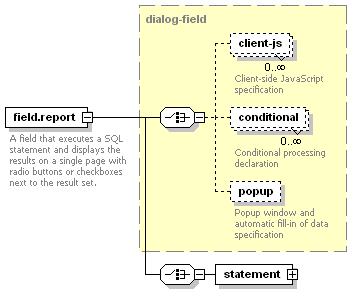 dialog-field
client-js
0..∞
Client-side JavaScript
specification
field.report
A field that executes a SQL
statement and displays the
results on a single page with
radio buttons or checkboxes
next to the result set.
conditional
0..∞
Conditional processing
declaration
popup
Popup window and
automatic fill-in of data
specification
statement